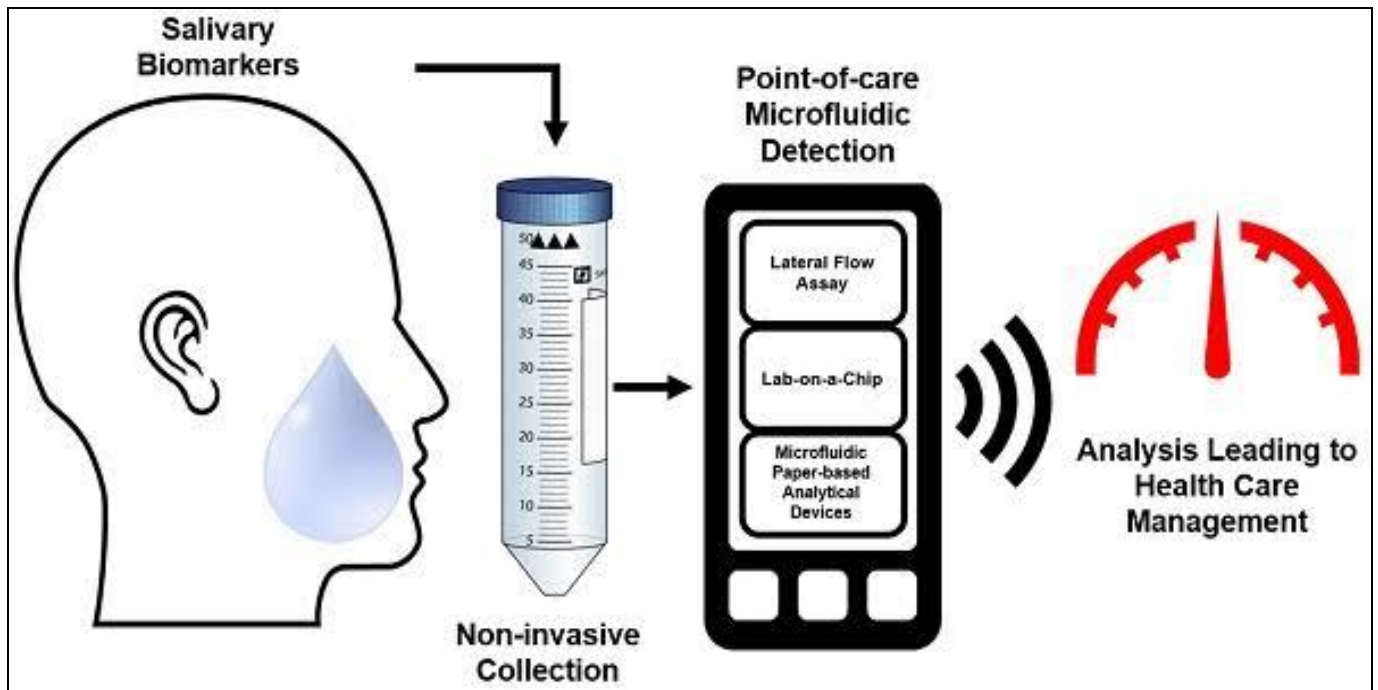 Salivary
Biomarkers
Point-of-care
Microfluidic
Detection
50
45
40
35
30
25
20
15
10
5
Lateral Flow
Assay
Lab-on-a-Chip
Microfluidic
Paper-based
Analytical
Devices
Analysis Leading to
Health Care
Management
Non-invasive
Collection